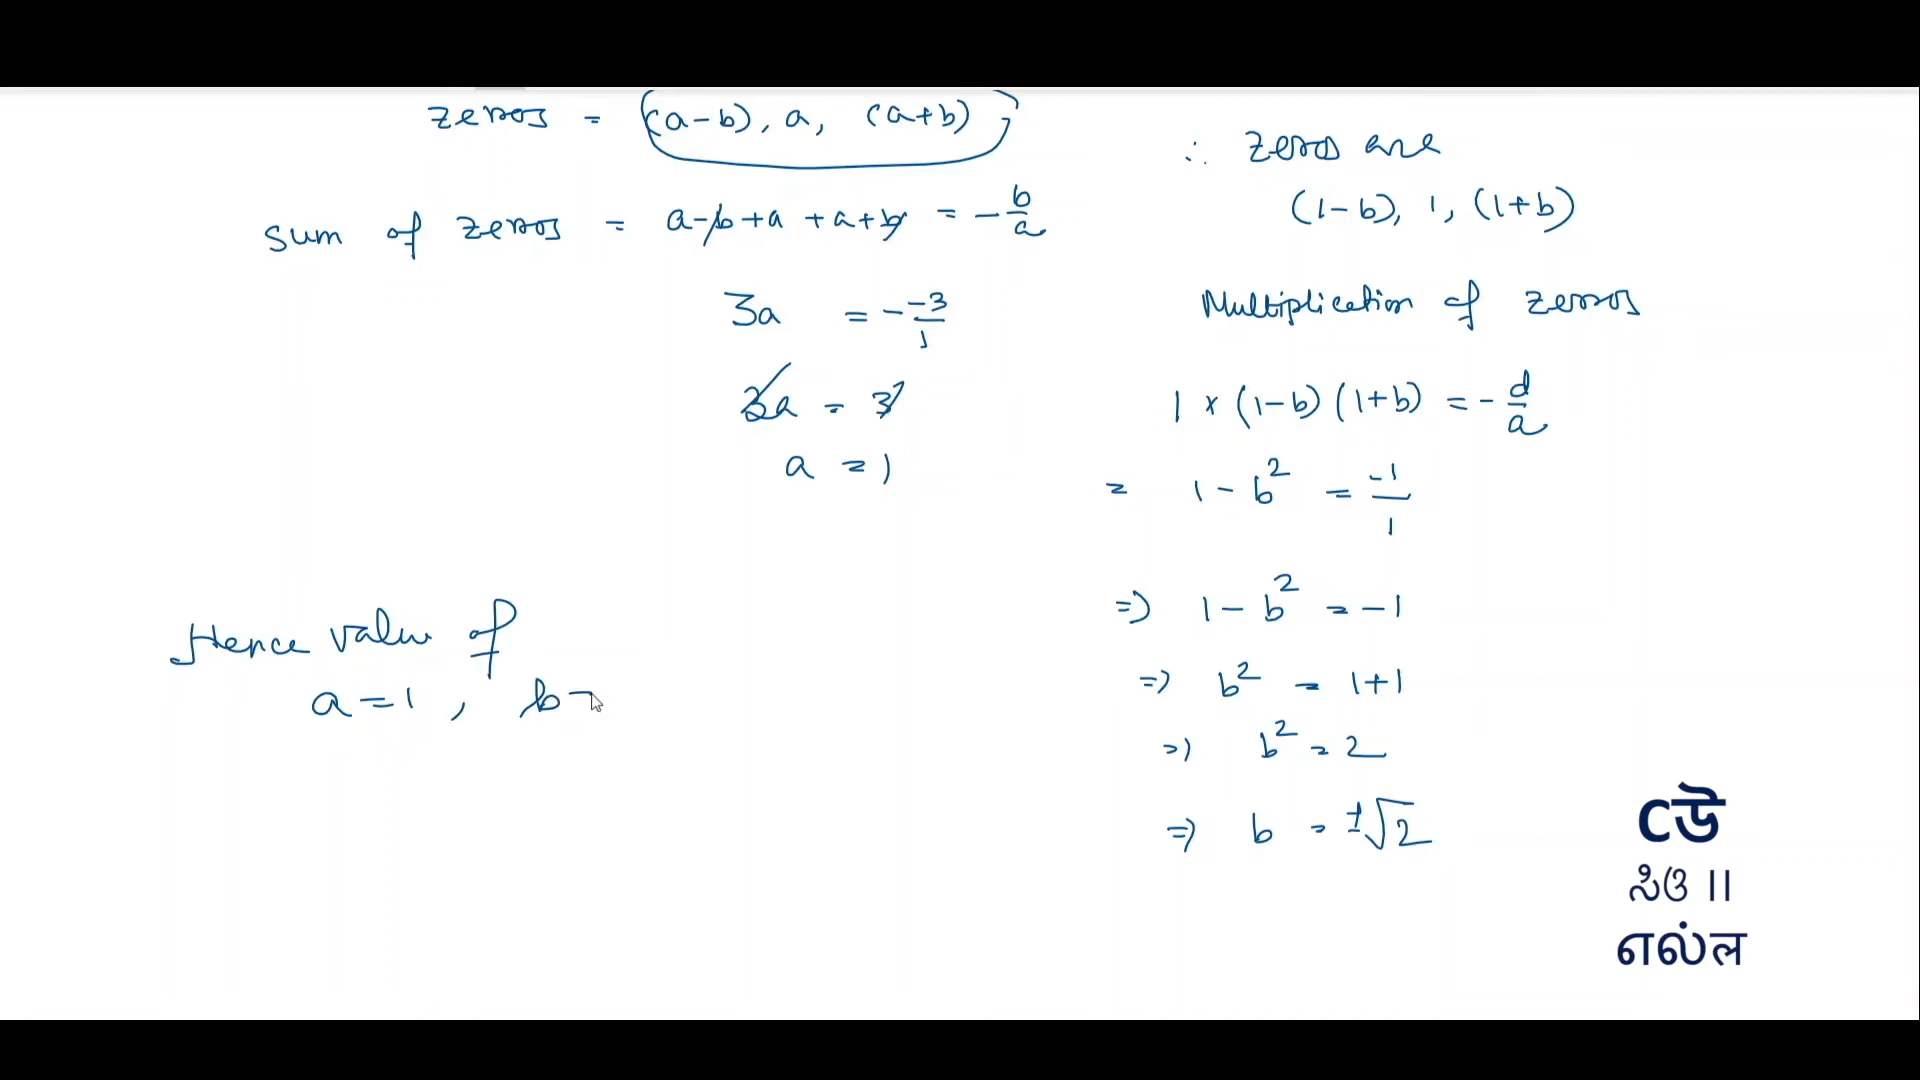 zeros = (a-b), a, (a+b)
sum of zeros = a-b+a+a+b = -b/a
3a = - -3/1
3a = 3
a = 1
Hence value of
a = 1, b =
∴ zeros are
(1-b), 1, (1+b)
Multiplication of zeros
1 × (1-b) (1+b) = - d/a
= 1 - b² = -1/1
⇒ 1 - b² = -1
⇒ b² = 1+1
⇒ b² = 2
⇒ b = ±√2
Cউ
ಸಿଓ ॥
எல்ल